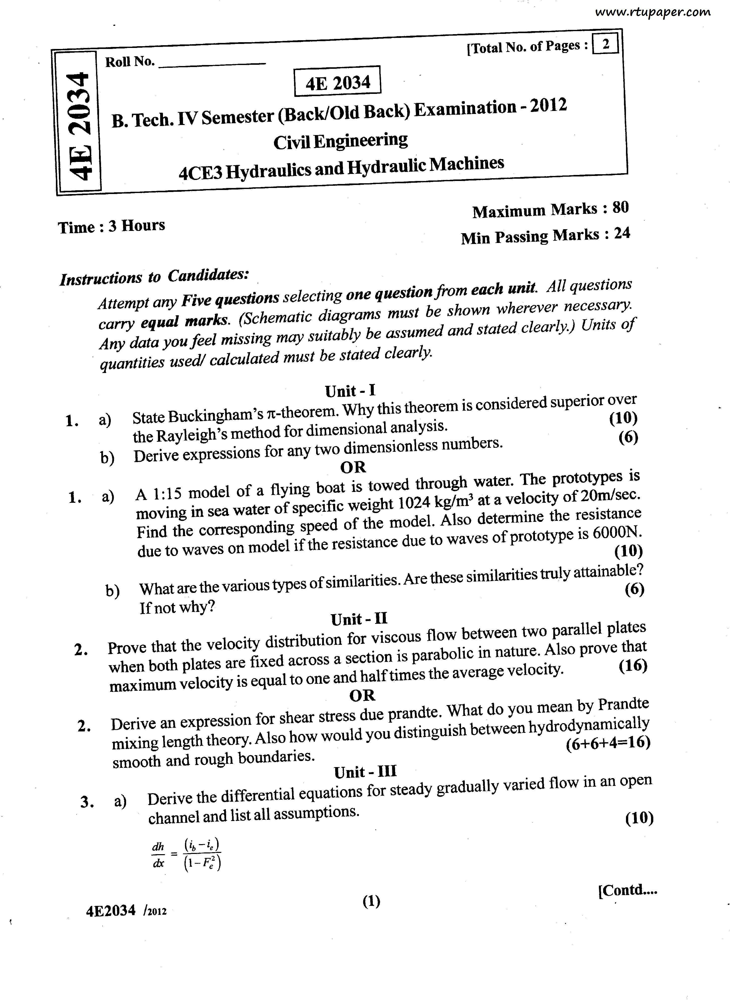 www.rtupaper.com
Roll No. ____________
[Total No. of Pages : 2
4E 2034
4E 2034
B. Tech. IV Semester (Back/Old Back) Examination - 2012
Civil Engineering
4CE3 Hydraulics and Hydraulic Machines
Time : 3 Hours
Maximum Marks : 80
Min Passing Marks : 24
Instructions to Candidates:
Attempt any Five questions selecting one question from each unit. All questions
carry equal marks. (Schematic diagrams must be shown wherever necessary.
Any data you feel missing may suitably be assumed and stated clearly.) Units of
quantities used/ calculated must be stated clearly.
Unit - I
1. a) State Buckingham's π-theorem. Why this theorem is considered superior over
the Rayleigh's method for dimensional analysis. (10)
b) Derive expressions for any two dimensionless numbers. (6)
OR
1. a) A 1:15 model of a flying boat is towed through water. The prototypes is
moving in sea water of specific weight 1024 kg/m³ at a velocity of 20m/sec.
Find the corresponding speed of the model. Also determine the resistance
due to waves on model if the resistance due to waves of prototype is 6000N.
(10)
b) What are the various types of similarities. Are these similarities truly attainable?
If not why? (6)
Unit - II
2. Prove that the velocity distribution for viscous flow between two parallel plates
when both plates are fixed across a section is parabolic in nature. Also prove that
maximum velocity is equal to one and half times the average velocity. (16)
OR
2. Derive an expression for shear stress due prandte. What do you mean by Prandte
mixing length theory. Also how would you distinguish between hydrodynamically
smooth and rough boundaries. (6+6+4=16)
Unit - III
3. a) Derive the differential equations for steady gradually varied flow in an open
channel and list all assumptions. (10)
dh/dx = (i_b − i_e)/(1 − F_e²)
4E2034 /2012
(1)
[Contd....